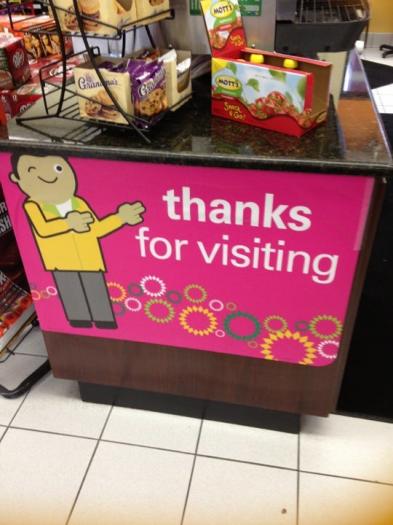 MOTT'S
Grandma's
MOTT'S
Snack
& Go!
thanks
for visiting